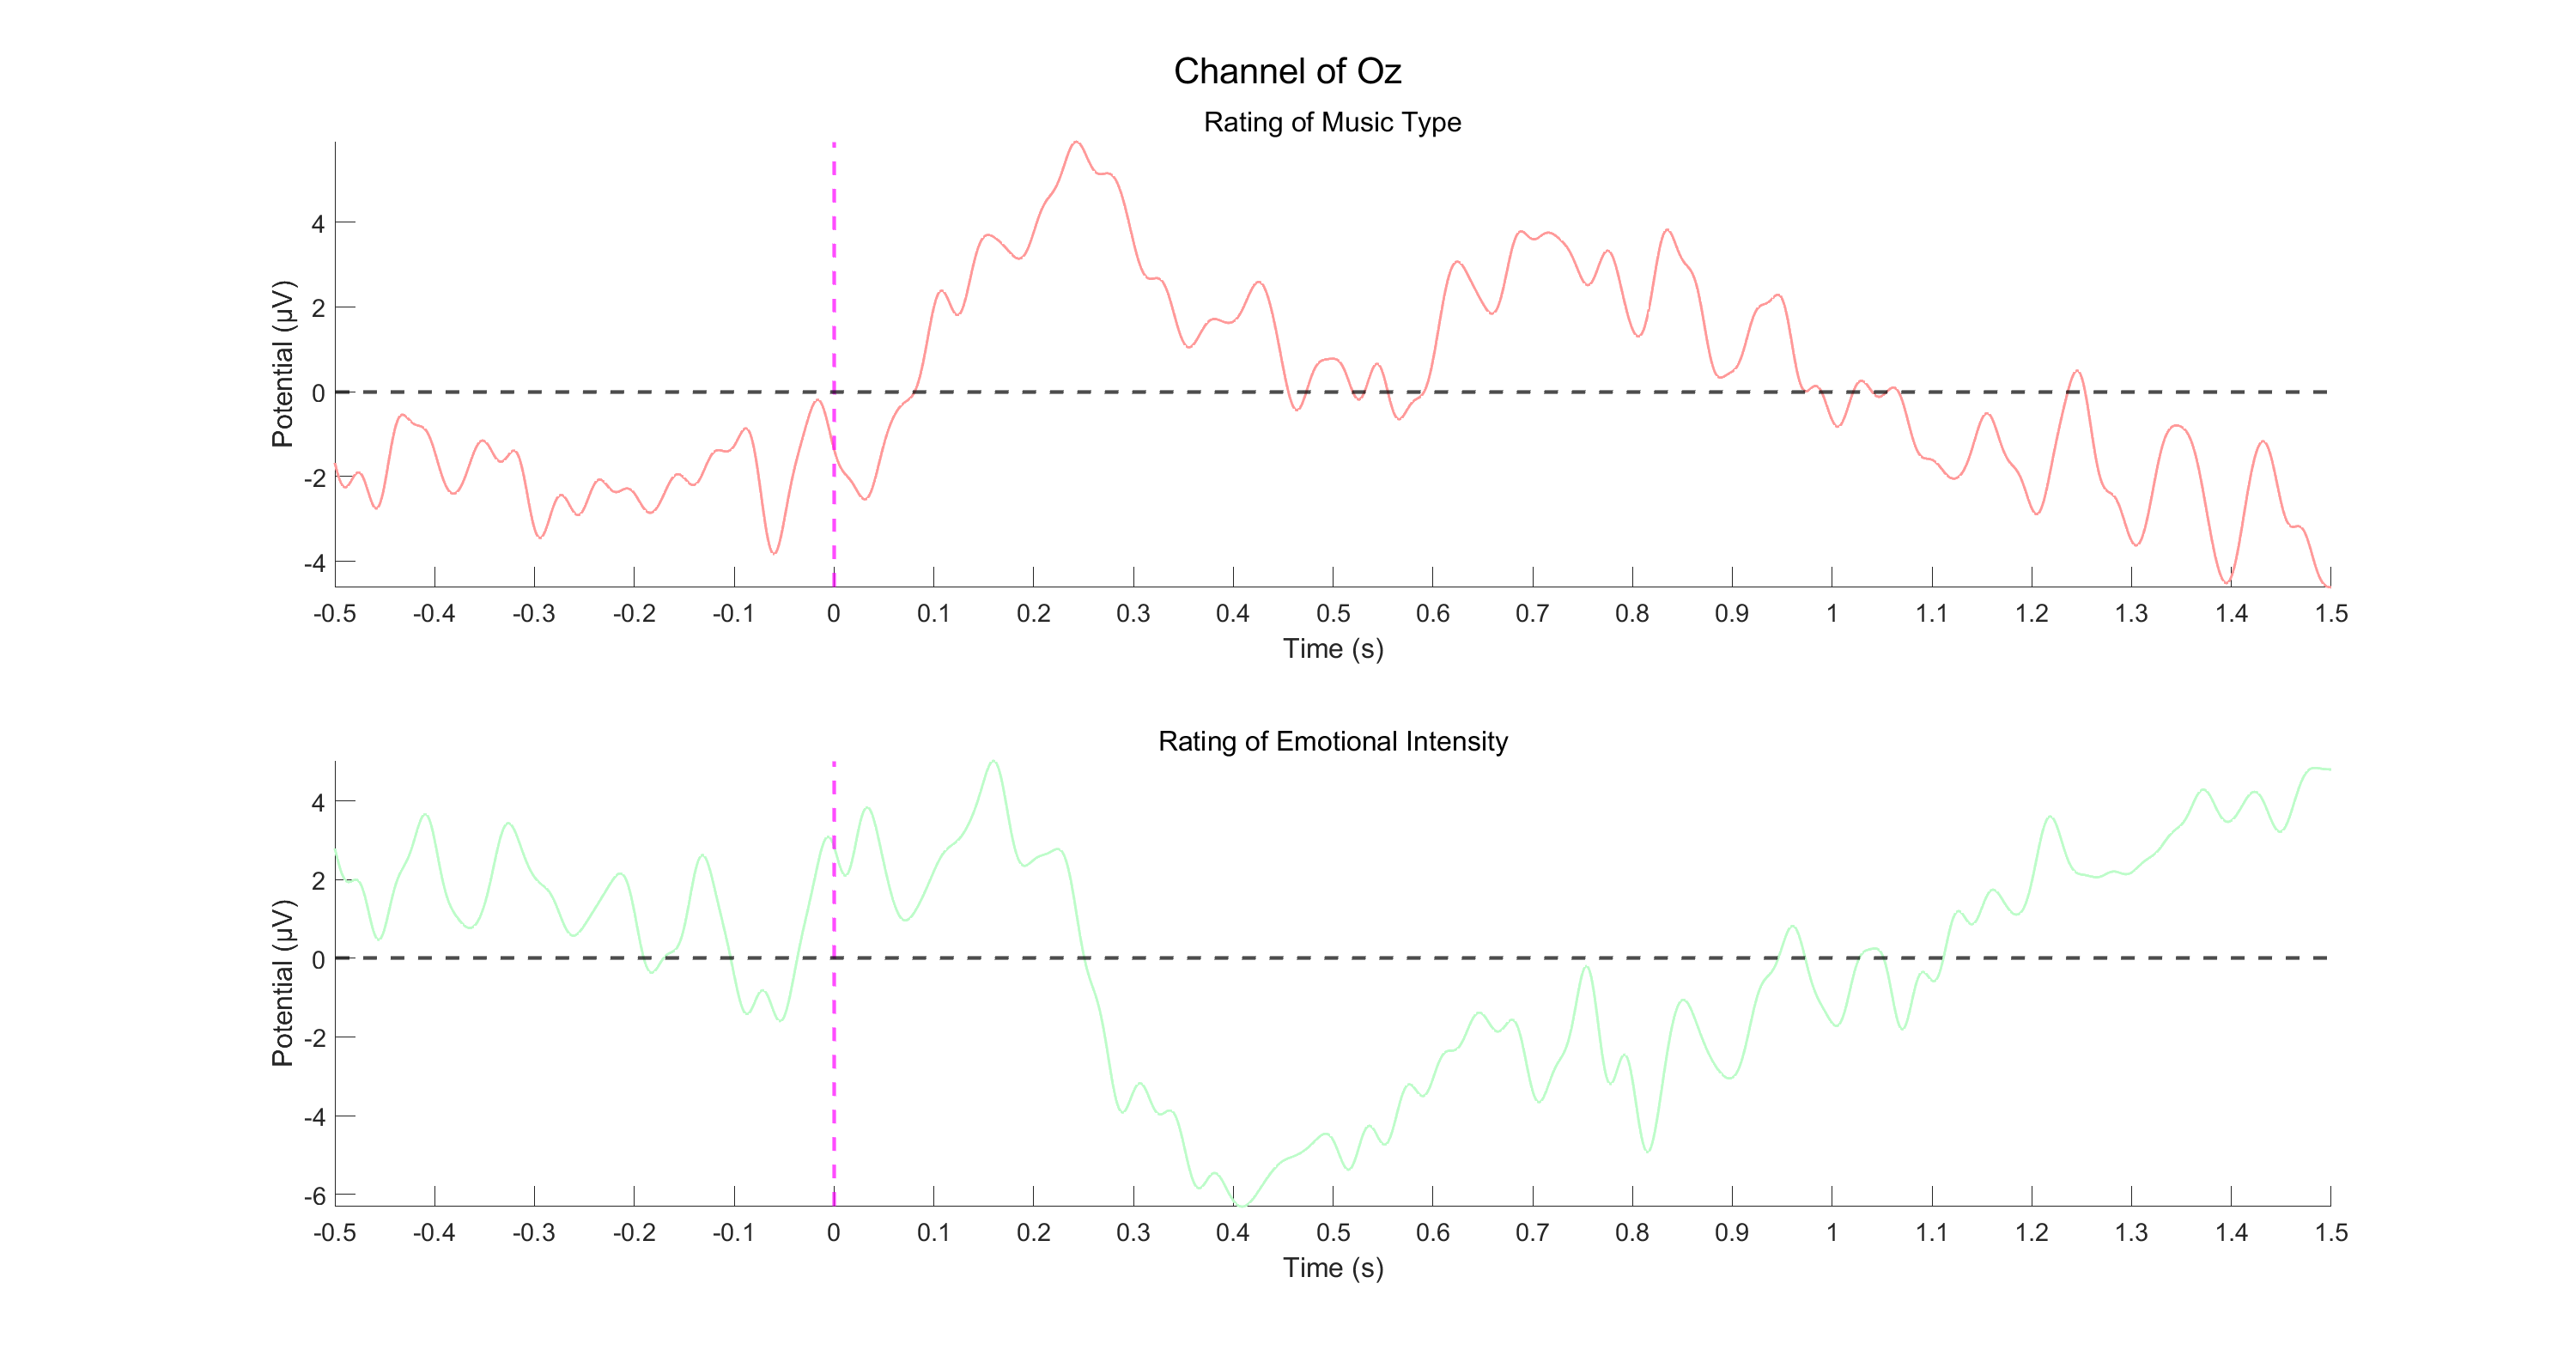 Channel of Oz
Rating of Music Type
Potential (µV)
4
2
0
-2
-4
-0.5 -0.4 -0.3 -0.2 -0.1 0 0.1 0.2 0.3 0.4 0.5 0.6 0.7 0.8 0.9 1 1.1 1.2 1.3 1.4 1.5
Time (s)
Rating of Emotional Intensity
Potential (µV)
4
2
0
-2
-4
-6
-0.5 -0.4 -0.3 -0.2 -0.1 0 0.1 0.2 0.3 0.4 0.5 0.6 0.7 0.8 0.9 1 1.1 1.2 1.3 1.4 1.5
Time (s)